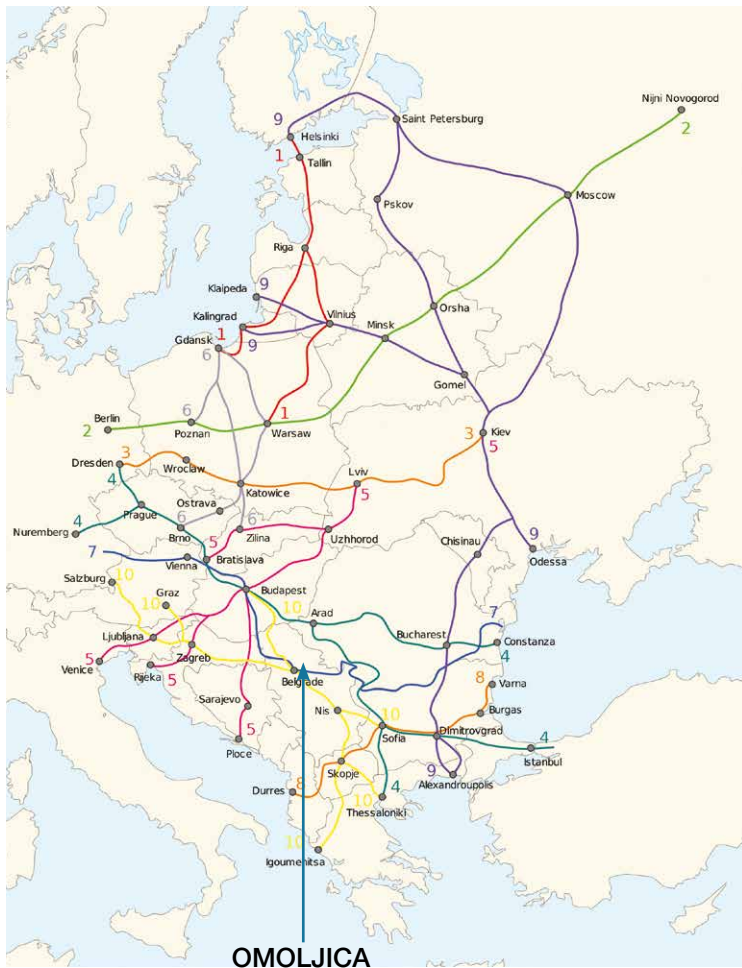 Nijni Novogorod
2
Saint Petersburg
9
Helsinki
1
Tallin
Moscow
Pskov
Riga
Klaipeda
9
Orsha
Kalingrad
Vilnius
1
Minsk
Gdansk
6
9
Gomel
Berlin
6
1
2
Poznan
Warsaw
3
Kiev
5
Dresden
3
4
Wroclaw
Lviv
Katowice
5
Ostrava
Prague
4
6
6
Nuremberg
Brno
Zilina
Uzhhorod
Chisinau
9
5
7
Vienna
Bratislava
Odessa
Salzburg
10
Budapest
Graz
10
10
Arad
7
Ljubljana
Bucharest
Constanza
4
Venice
5
Zagreb
Rijeka
5
Belgrade
8
Varna
Sarajevo
Nis
10
Burgas
5
Sofia
Dimitrovgrad
Ploce
4
Istanbul
Skopje
9
Durres
8
10
4
Alexandroupolis
Thessaloniki
10
Igoumenitsa
OMOLJICA